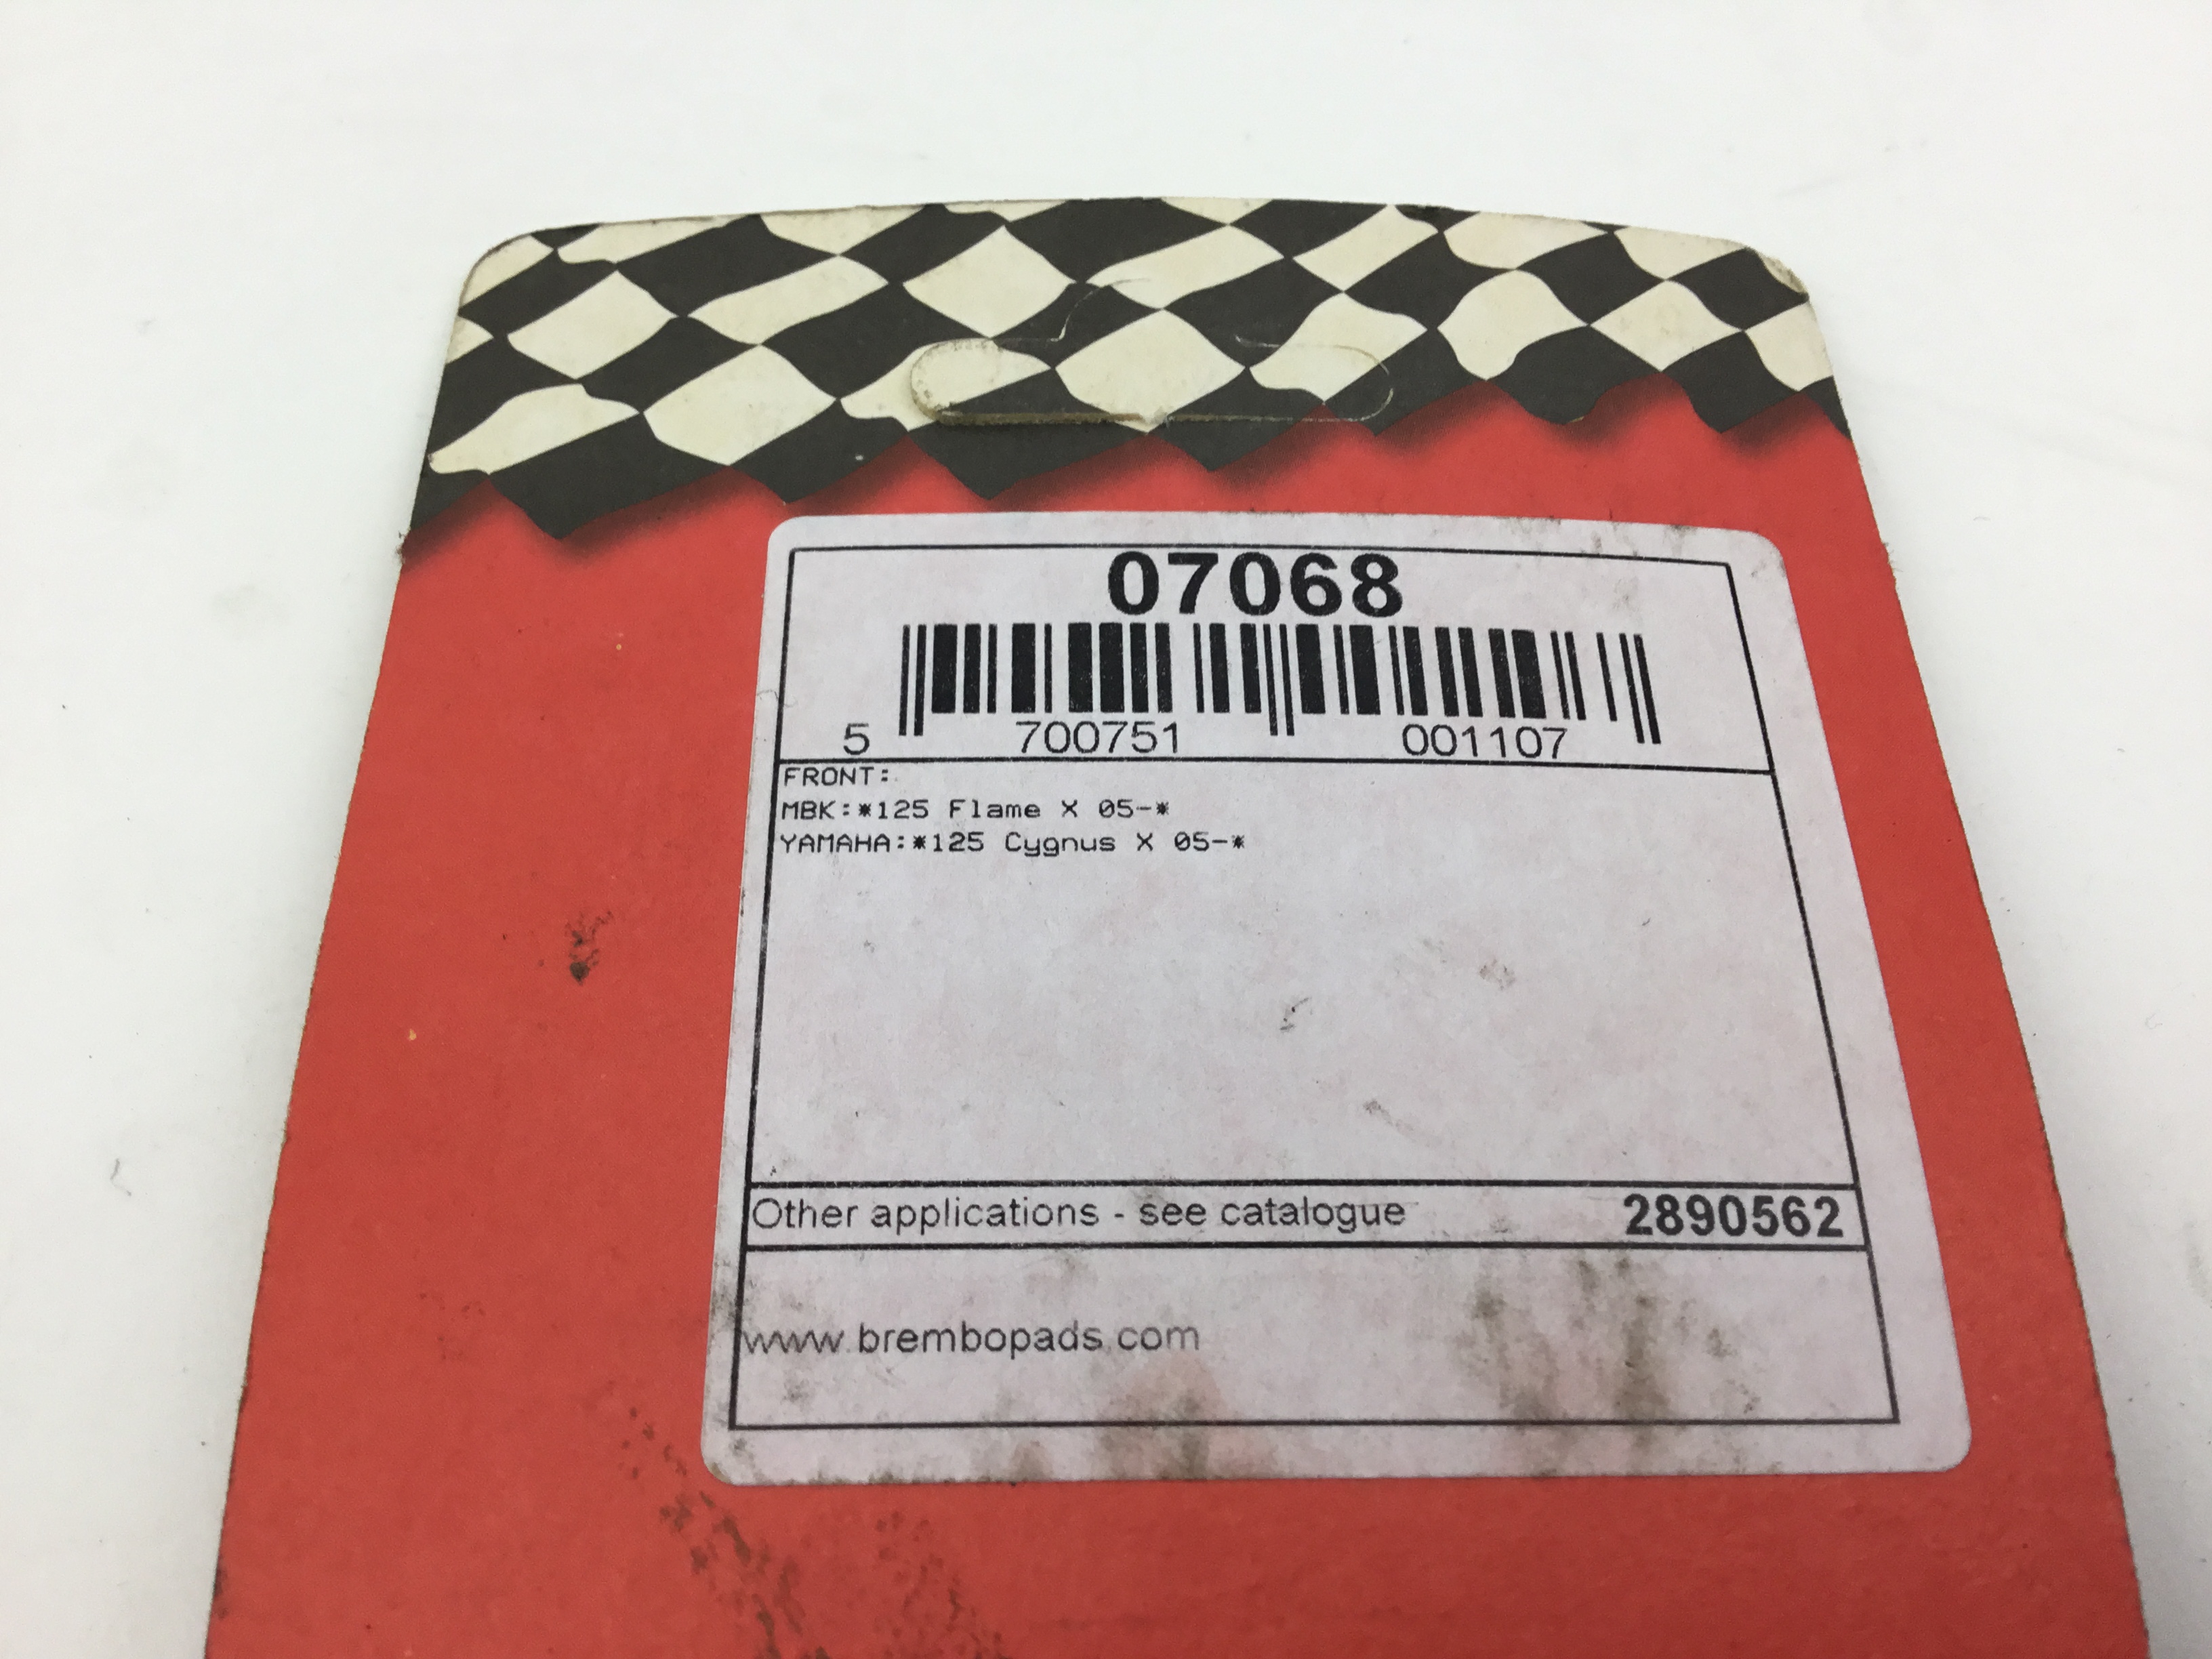 07068
5 700751 001107
FRONT:
MBK:*125 Flame X 05-*
YAMAHA:*125 Cygnus X 05-*
Other applications - see catalogue 2890562
www.brembopads.com